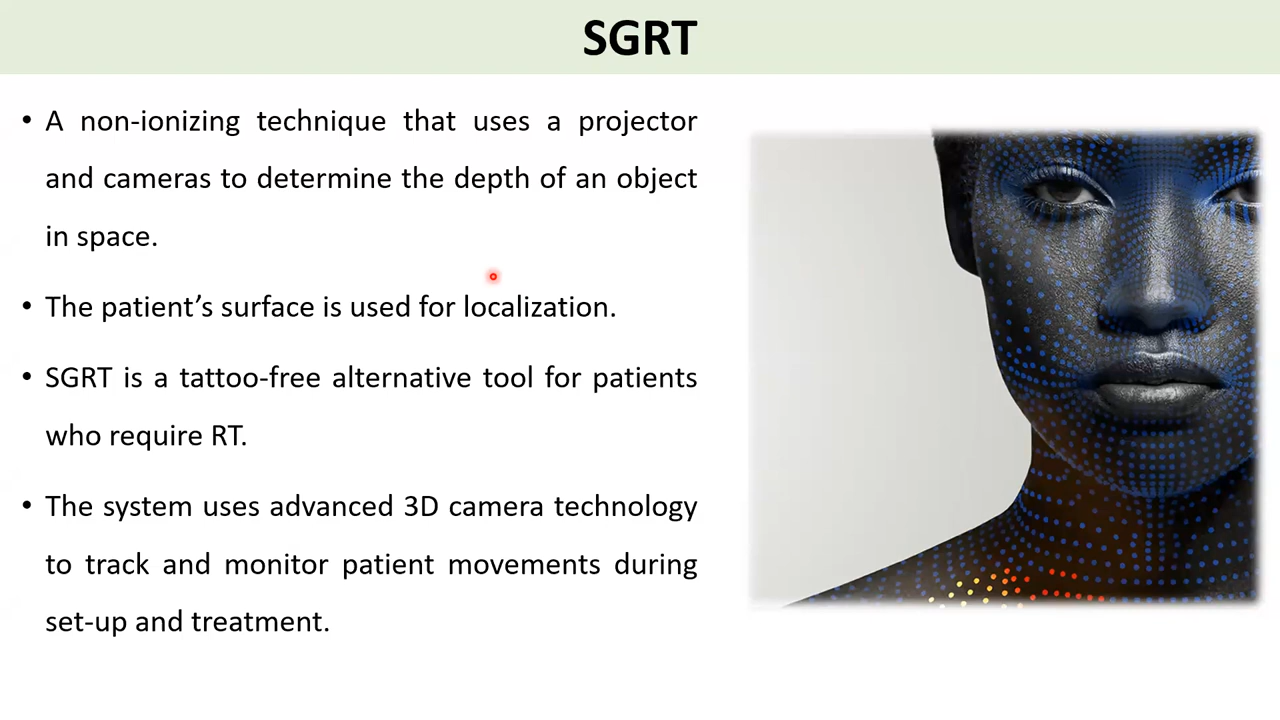 SGRT
• A non-ionizing technique that uses a projector
and cameras to determine the depth of an object
in space.
• The patient’s surface is used for localization.
• SGRT is a tattoo-free alternative tool for patients
who require RT.
• The system uses advanced 3D camera technology
to track and monitor patient movements during
set-up and treatment.